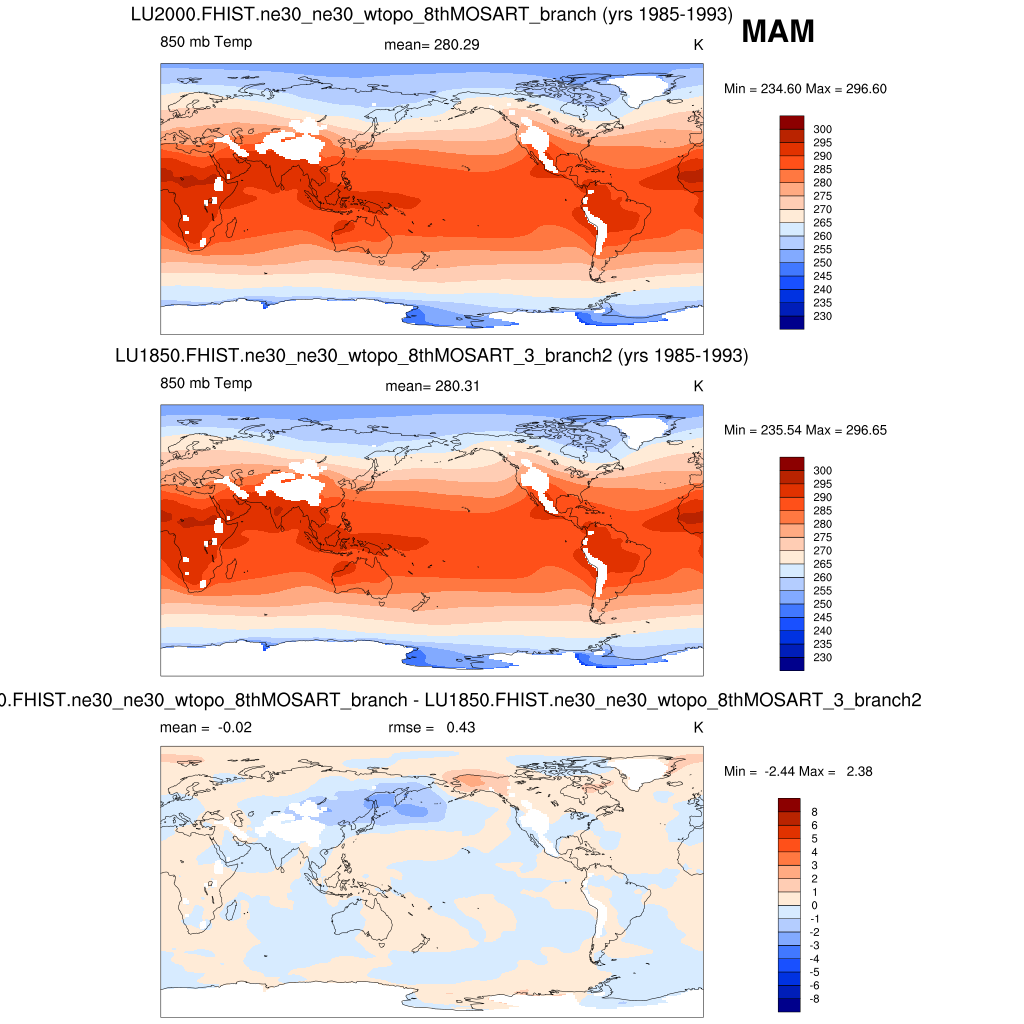 LU2000.FHIST.ne30_ne30_wtopo_8thMOSART_branch (yrs 1985-1993)
MAM
850 mb Temp
mean= 280.29
K
Min = 234.60 Max = 296.60
300
295
290
285
280
275
270
265
260
255
250
245
240
235
230
LU1850.FHIST.ne30_ne30_wtopo_8thMOSART_3_branch2 (yrs 1985-1993)
850 mb Temp
mean= 280.31
K
Min = 235.54 Max = 296.65
300
295
290
285
280
275
270
265
260
255
250
245
240
235
230
0.FHIST.ne30_ne30_wtopo_8thMOSART_branch - LU1850.FHIST.ne30_ne30_wtopo_8thMOSART_3_branch2
mean = -0.02
rmse = 0.43
K
Min = -2.44 Max = 2.38
8
6
5
4
3
2
1
0
-1
-2
-3
-4
-5
-6
-8